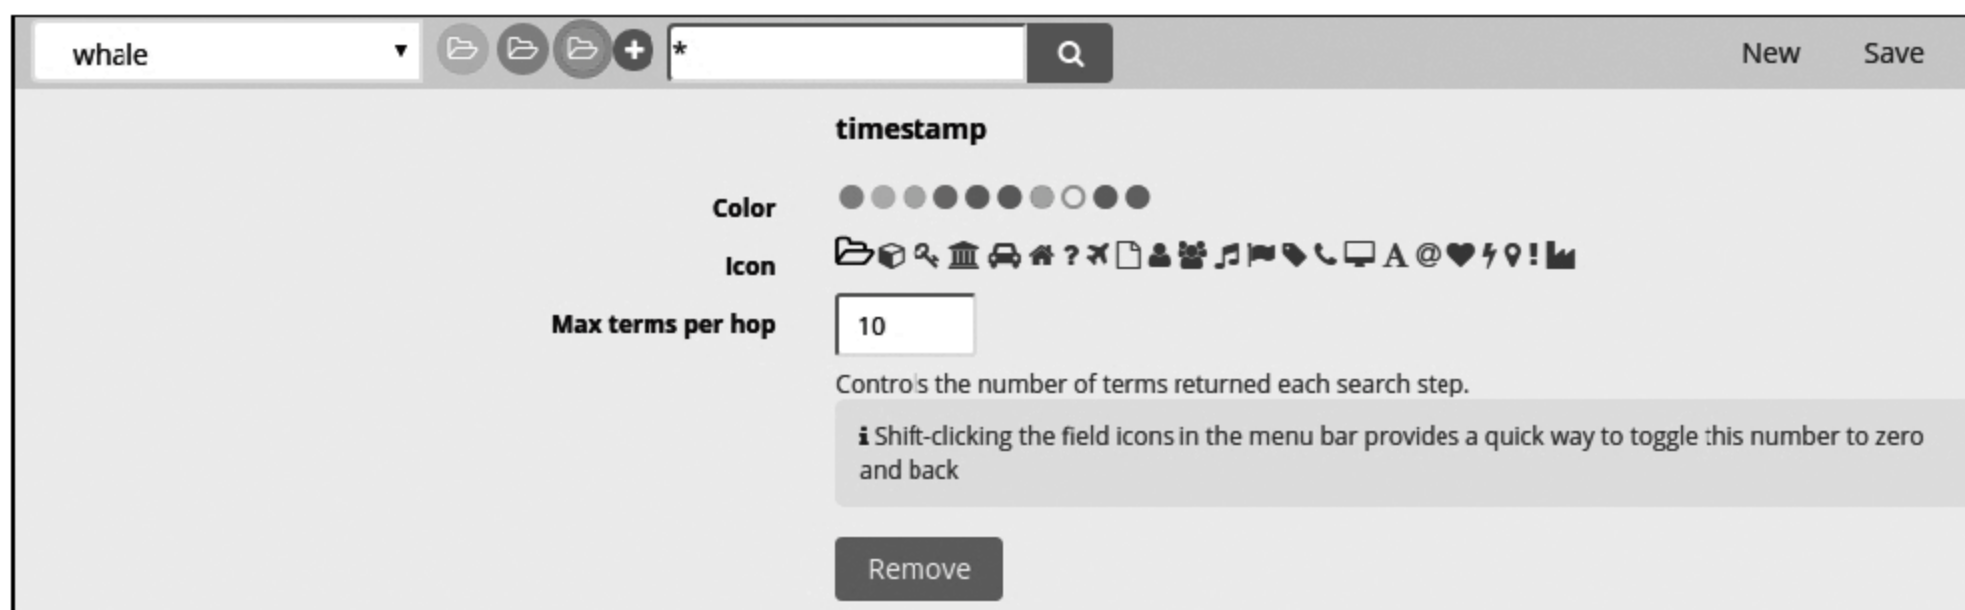 whale
*
New Save
timestamp
Color
Icon
Max terms per hop
10
Controls the number of terms returned each search step.
Shift-clicking the field icons in the menu bar provides a quick way to toggle this number to zero
and back
Remove